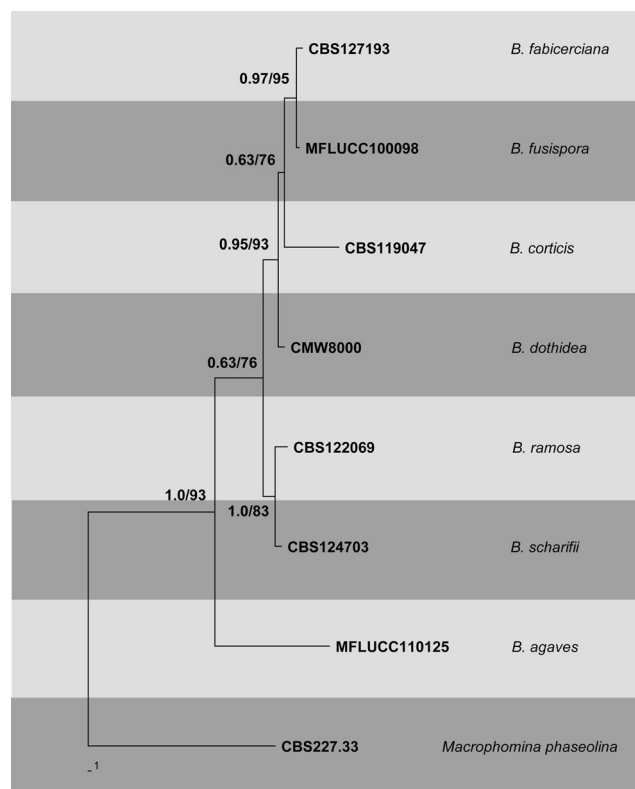 CBS127193 B. fabicerciana
0.97/95
MFLUCC100098 B. fusispora
0.63/76
CBS119047 B. corticis
0.95/93
CMW8000 B. dothidea
0.63/76
CBS122069 B. ramosa
1.0/93
1.0/83
CBS124703 B. scharifii
MFLUCC110125 B. agaves
CBS227.33 Macrophomina phaseolina
1